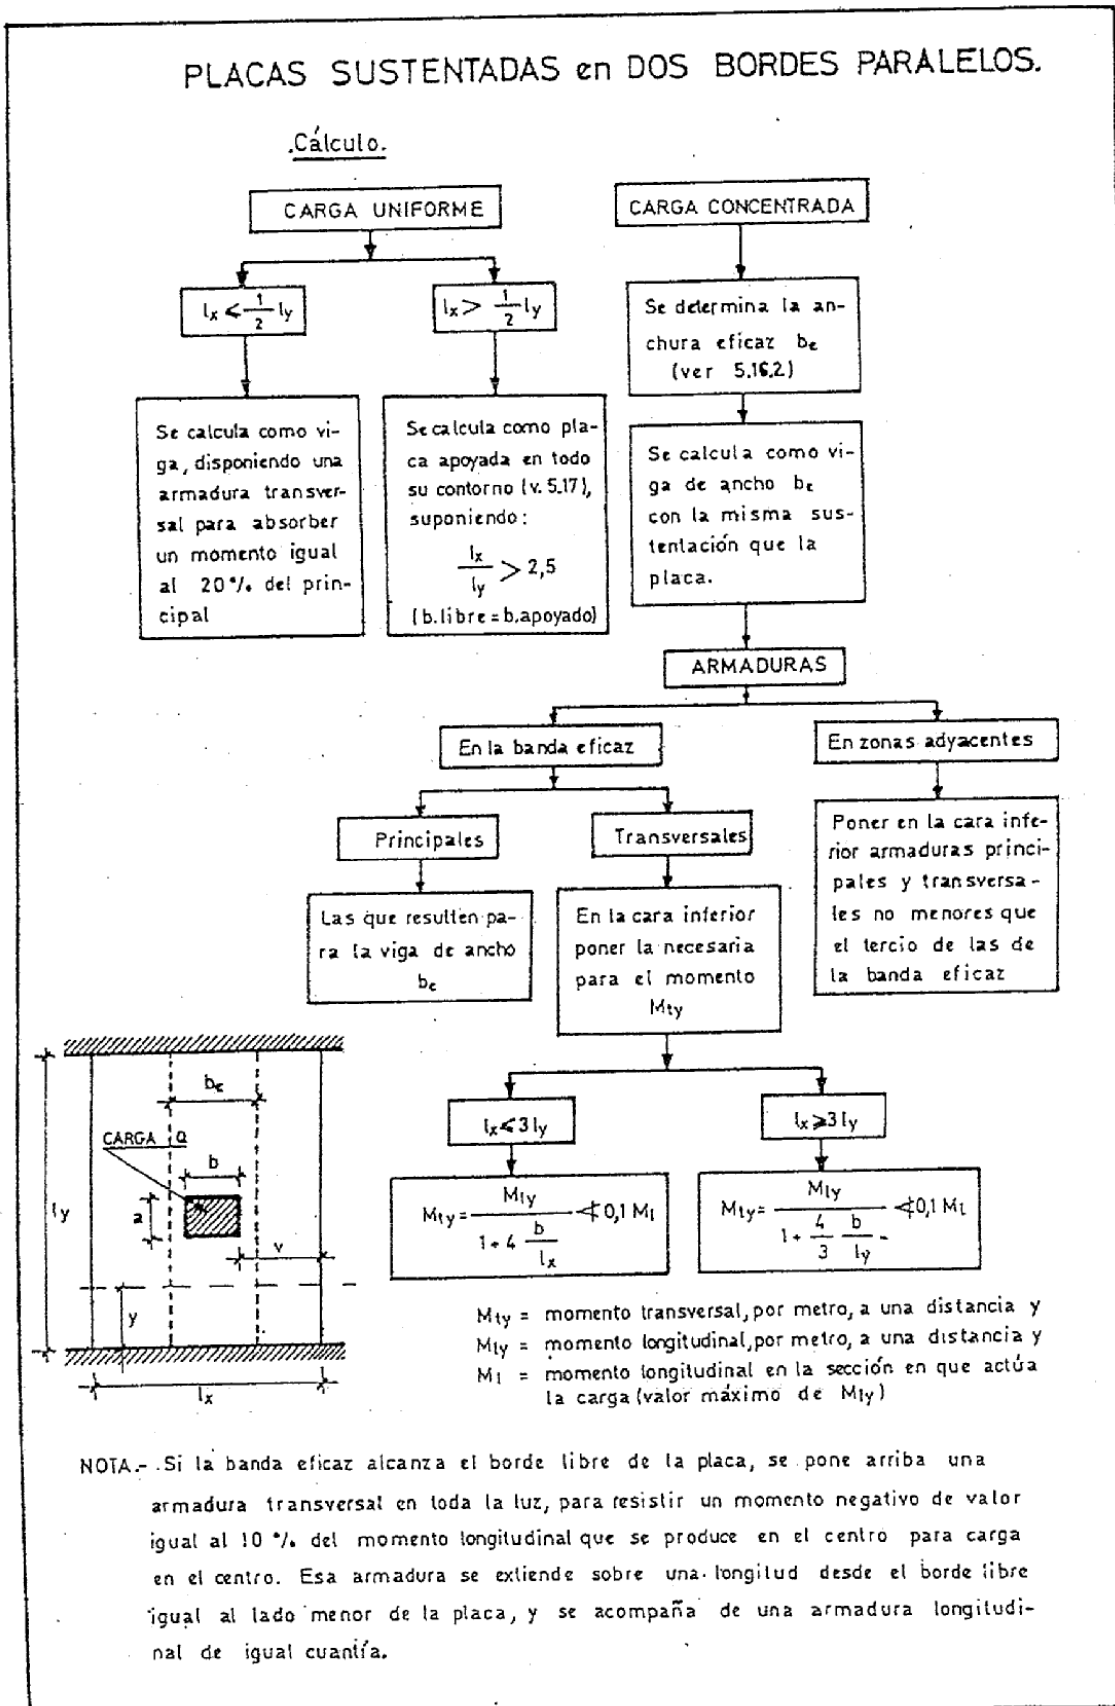 PLACAS SUSTENTADAS en DOS BORDES PARALELOS.
.Cálculo.
CARGA UNIFORME
lx ⩽ 1/2 ly
Se calcula como vi-
ga, disponiendo una
armadura transver-
sal para absorber
un momento igual
al 20 % del prin-
cipal
lx > 1/2 ly
Se calcula como pla-
ca apoyada en todo
su contorno (v. 5.17),
suponiendo:
lx/ly > 2,5
(b.libre = b.apoyado)
CARGA CONCENTRADA
Se determina la an-
chura eficaz be
(ver 5.16.2)
Se calcula como vi-
ga de ancho be
con la misma sus-
tentación que la
placa.
ARMADURAS
En la banda eficaz
Principales
Las que resulten pa-
ra la viga de ancho
be
Transversales
En la cara inferior
poner la necesaria
para el momento
Mty
En zonas adyacentes
Poner en la cara infe-
rior armaduras princi-
pales y transversa-
les no menores que
el tercio de las de
la banda eficaz
lx ⩽ 3 ly
Mty = Mly / (1 + 4 b/lx) ≮ 0,1 Ml
lx ⩾ 3 ly
Mty = Mly / (1 + 4/3 b/ly) ≮ 0,1 Ml
be
CARGA Q
b
a
ly
v
y
lx
Mty = momento transversal, por metro, a una distancia y
Mly = momento longitudinal, por metro, a una distancia y
Ml = momento longitudinal en la sección en que actúa
la carga (valor máximo de Mly)
NOTA.- Si la banda eficaz alcanza el borde libre de la placa, se pone arriba una
armadura transversal en toda la luz, para resistir un momento negativo de valor
igual al 10 % del momento longitudinal que se produce en el centro para carga
en el centro. Esa armadura se extiende sobre una longitud desde el borde libre
igual al lado menor de la placa, y se acompaña de una armadura longitudi-
nal de igual cuantía.